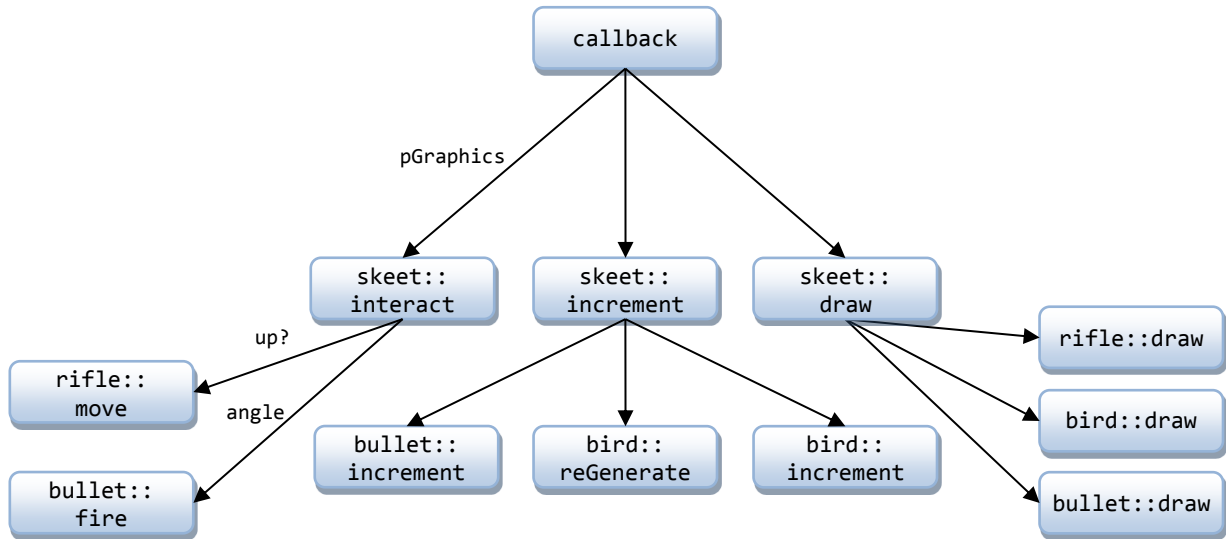 callback
pGraphics
skeet::
interact
skeet::
increment
skeet::
draw
up?
rifle::draw
rifle::
move
angle
bird::draw
bullet::
increment
bird::
reGenerate
bird::
increment
bullet::
fire
bullet::draw